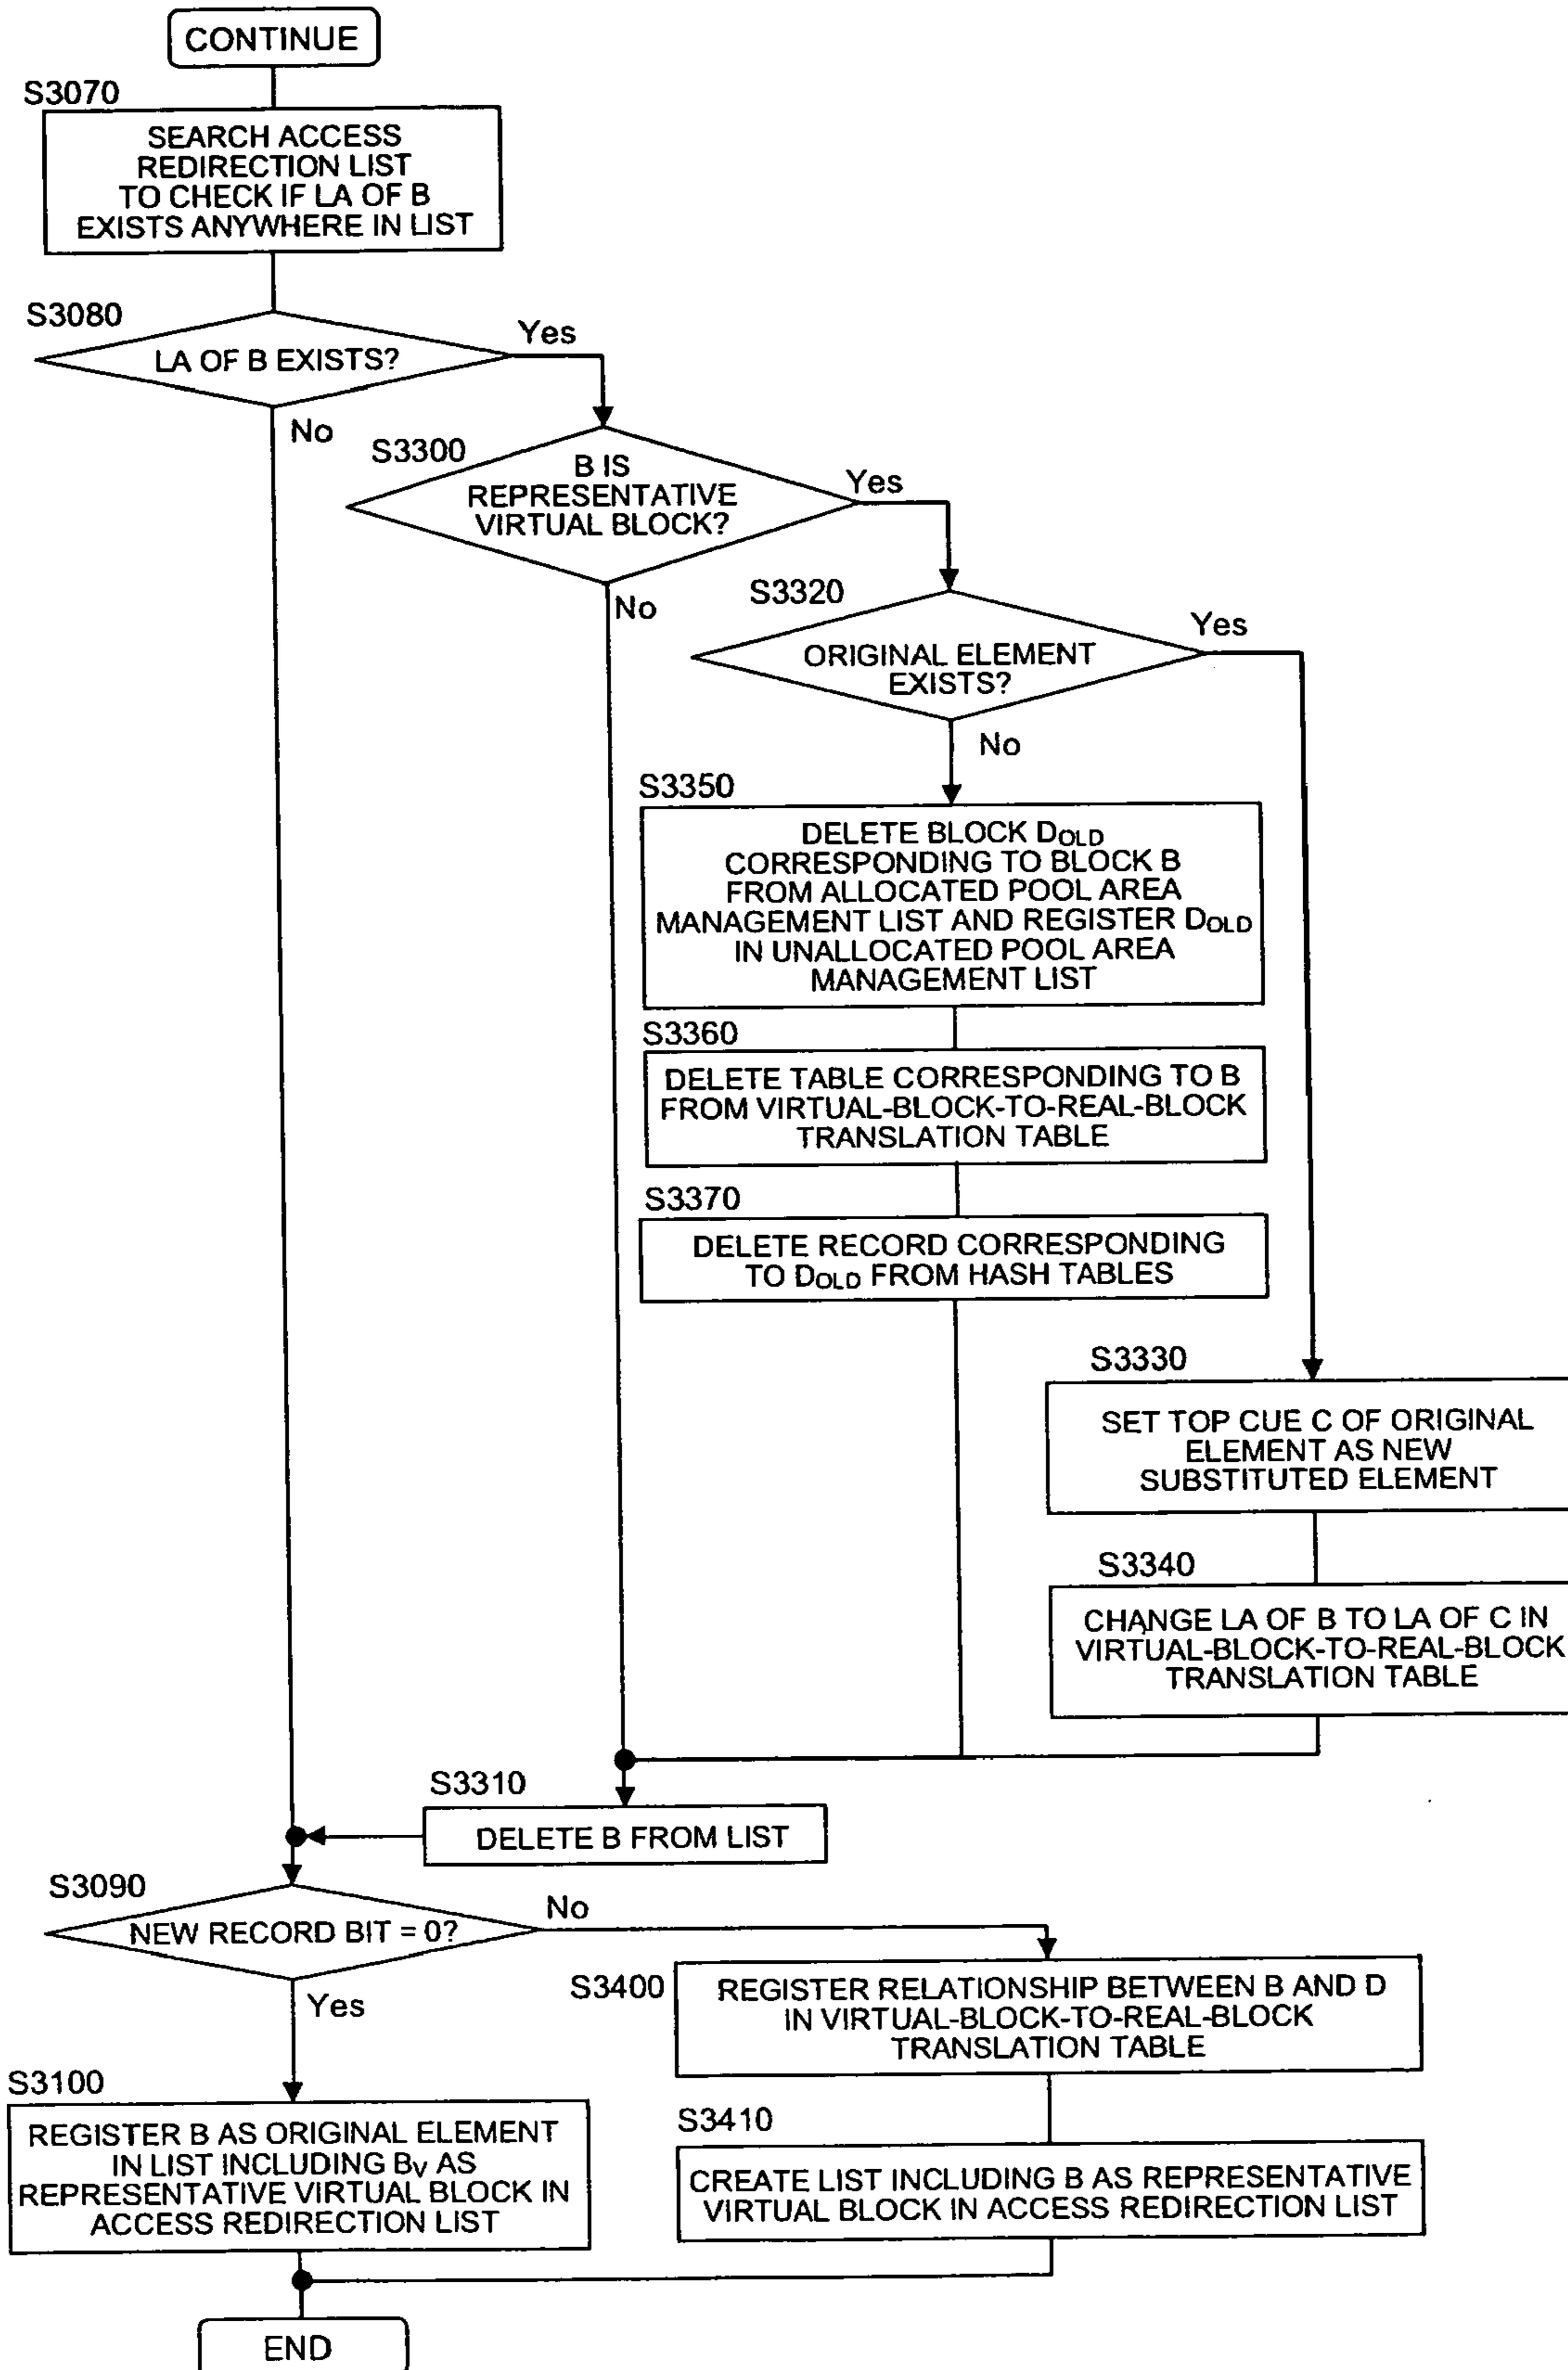 CONTINUE
S3070
SEARCH ACCESS
REDIRECTION LIST
TO CHECK IF LA OF B
EXISTS ANYWHERE IN LIST
S3080
LA OF B EXISTS?
Yes
No
S3300
B IS
REPRESENTATIVE
VIRTUAL BLOCK?
Yes
No
S3320
ORIGINAL ELEMENT
EXISTS?
Yes
No
S3350
DELETE BLOCK DOLD
CORRESPONDING TO BLOCK B
FROM ALLOCATED POOL AREA
MANAGEMENT LIST AND REGISTER DOLD
IN UNALLOCATED POOL AREA
MANAGEMENT LIST
S3360
DELETE TABLE CORRESPONDING TO B
FROM VIRTUAL-BLOCK-TO-REAL-BLOCK
TRANSLATION TABLE
S3370
DELETE RECORD CORRESPONDING
TO DOLD FROM HASH TABLES
S3330
SET TOP CUE C OF ORIGINAL
ELEMENT AS NEW
SUBSTITUTED ELEMENT
S3340
CHANGE LA OF B TO LA OF C IN
VIRTUAL-BLOCK-TO-REAL-BLOCK
TRANSLATION TABLE
S3310
DELETE B FROM LIST
S3090
NEW RECORD BIT = 0?
No
Yes
S3400
REGISTER RELATIONSHIP BETWEEN B AND D
IN VIRTUAL-BLOCK-TO-REAL-BLOCK
TRANSLATION TABLE
S3100
REGISTER B AS ORIGINAL ELEMENT
IN LIST INCLUDING BV AS
REPRESENTATIVE VIRTUAL BLOCK IN
ACCESS REDIRECTION LIST
S3410
CREATE LIST INCLUDING B AS REPRESENTATIVE
VIRTUAL BLOCK IN ACCESS REDIRECTION LIST
END